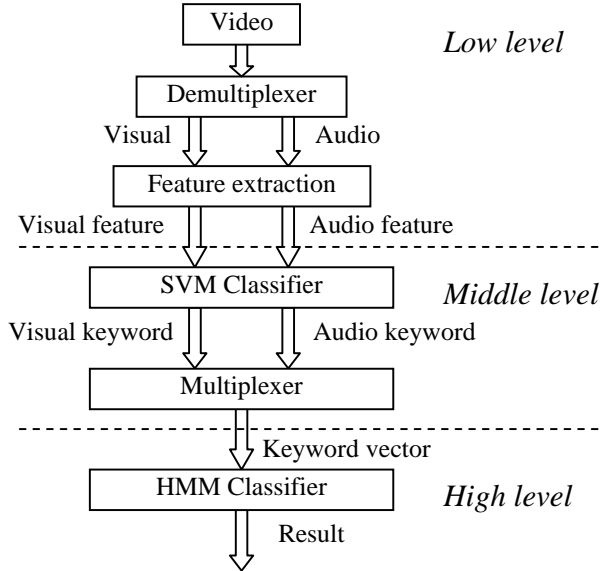 Video
Low level
Demultiplexer
Visual
Audio
Feature extraction
Visual feature
Audio feature
SVM Classifier
Middle level
Visual keyword
Audio keyword
Multiplexer
Keyword vector
HMM Classifier
High level
Result